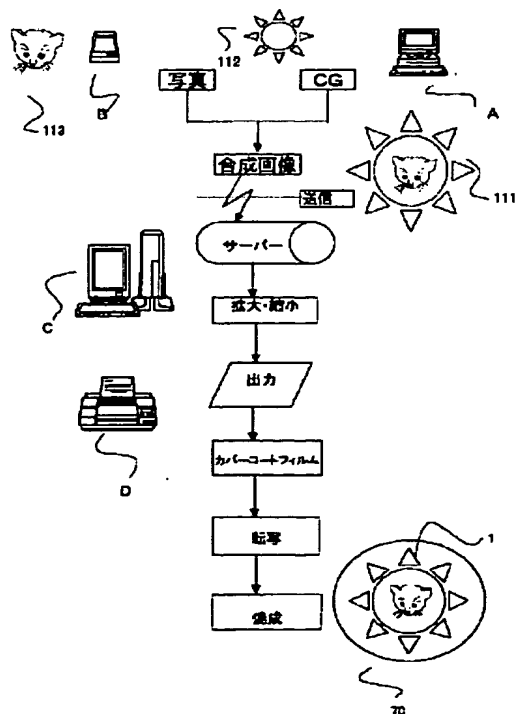 112
写真
CG
113
B
A
合成画像
送信
111
サーバー
C
拡大・縮小
出力
D
カバーコートフィルム
転写
1
焼成
70